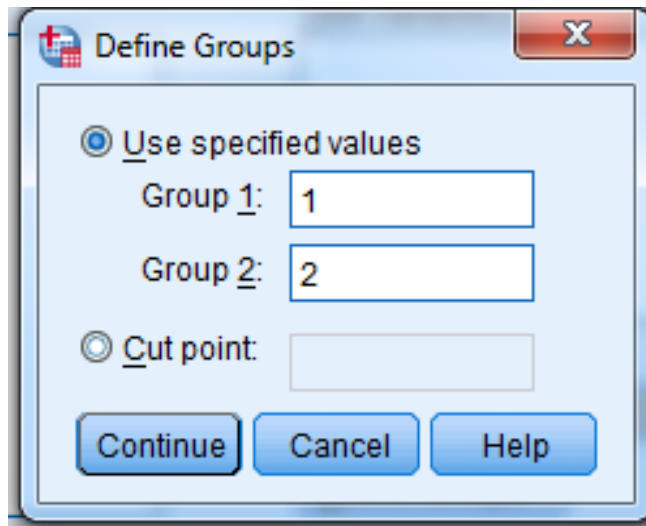 Define Groups
Use specified values
Group 1: 1
Group 2: 2
Cut point:
Continue Cancel Help